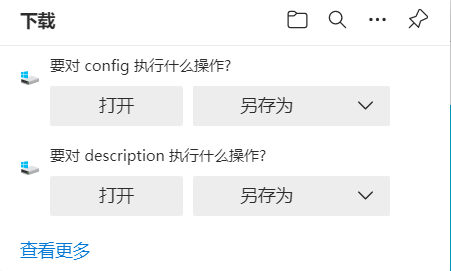 下载
要对 config 执行什么操作?
打开 另存为
要对 description 执行什么操作?
打开 另存为
查看更多